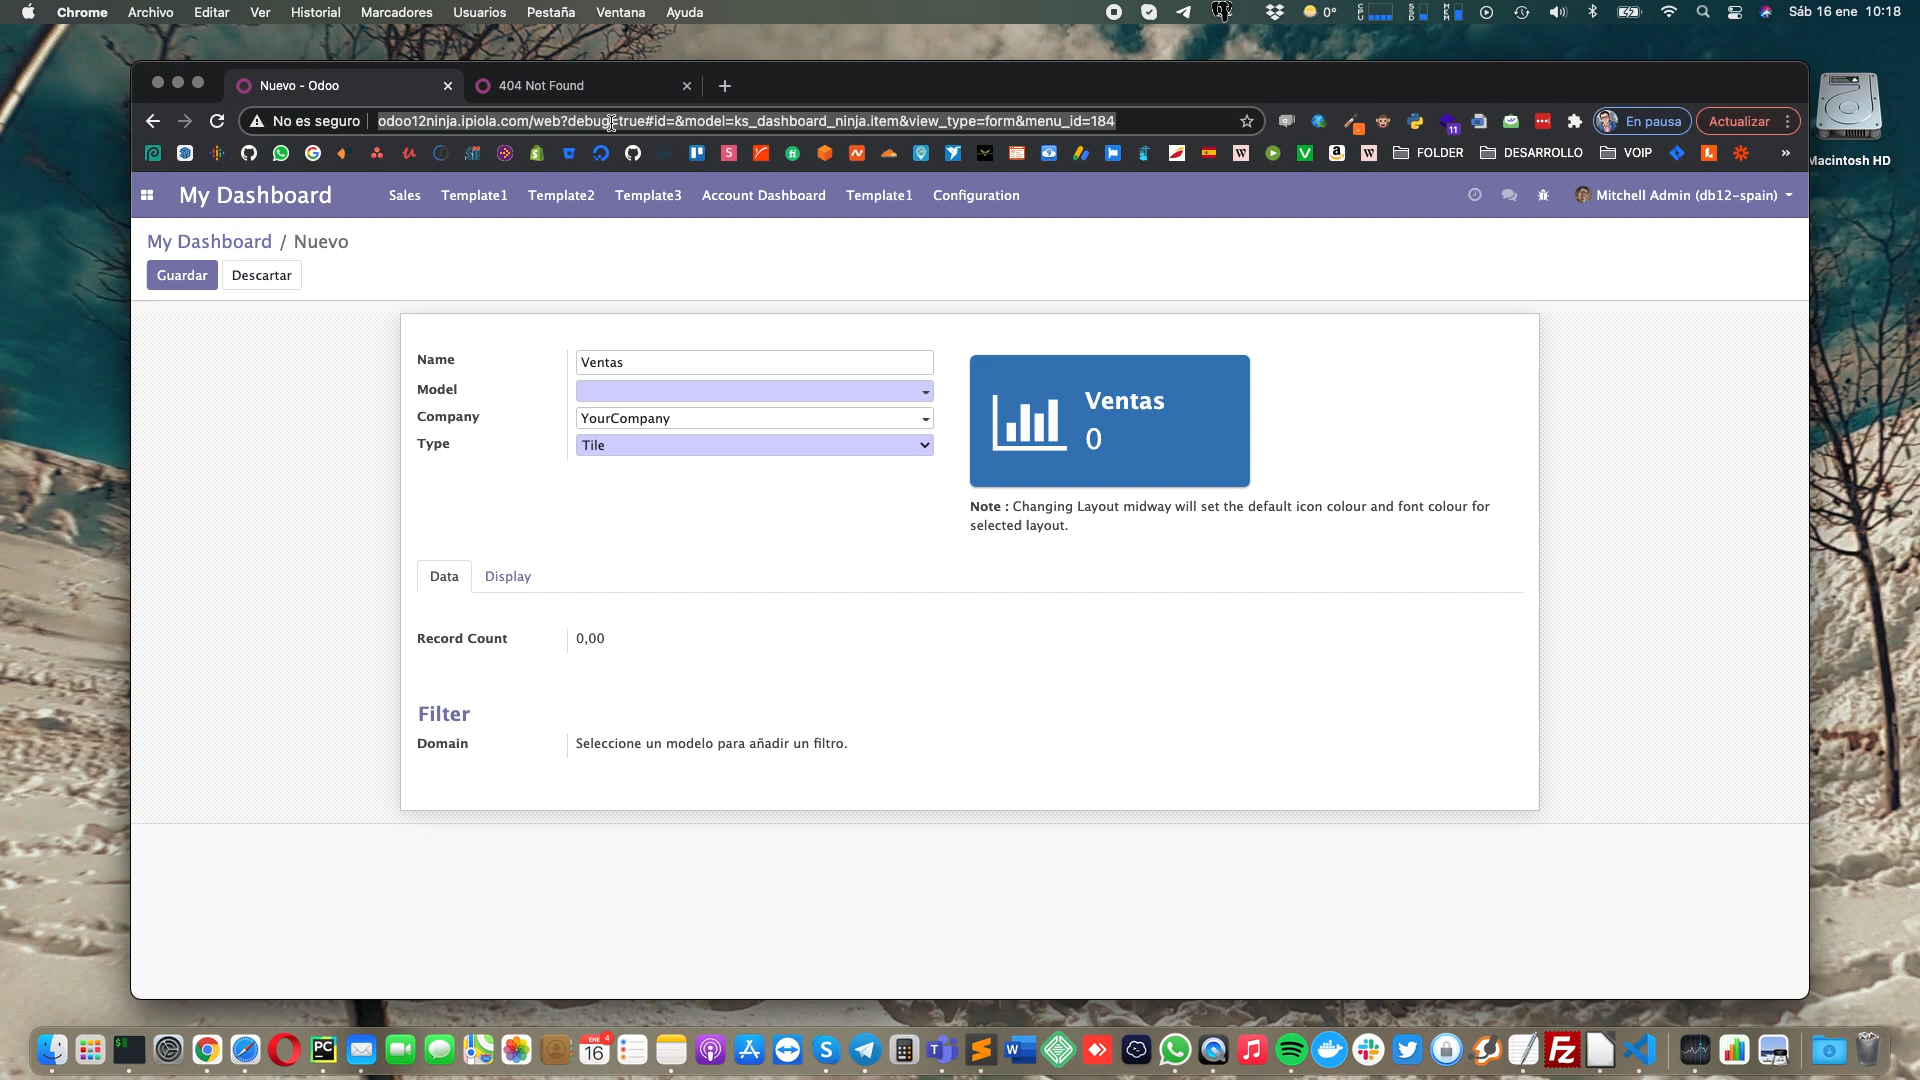 Chrome Archivo Editar Ver Historial Marcadores Usuarios Pestaña Ventana Ayuda
0° Sáb 16 ene 10:18
Nuevo - Odoo
404 Not Found
No es seguro
odoo12ninja.ipiola.com/web?debug=true#id=&model=ks_dashboard_ninja.item&view_type=form&menu_id=184
11
En pausa
Actualizar
FOLDER
DESARROLLO
VOIP
Macintosh HD
My Dashboard
Sales Template1 Template2 Template3 Account Dashboard Template1 Configuration
Mitchell Admin (db12-spain)
My Dashboard / Nuevo
Guardar Descartar
Name
Ventas
Model
Company
YourCompany
Type
Tile
Ventas
0
Note : Changing Layout midway will set the default icon colour and font colour for
selected layout.
Data Display
Record Count
0,00
Filter
Domain
Seleccione un modelo para añadir un filtro.
ENE
16
4